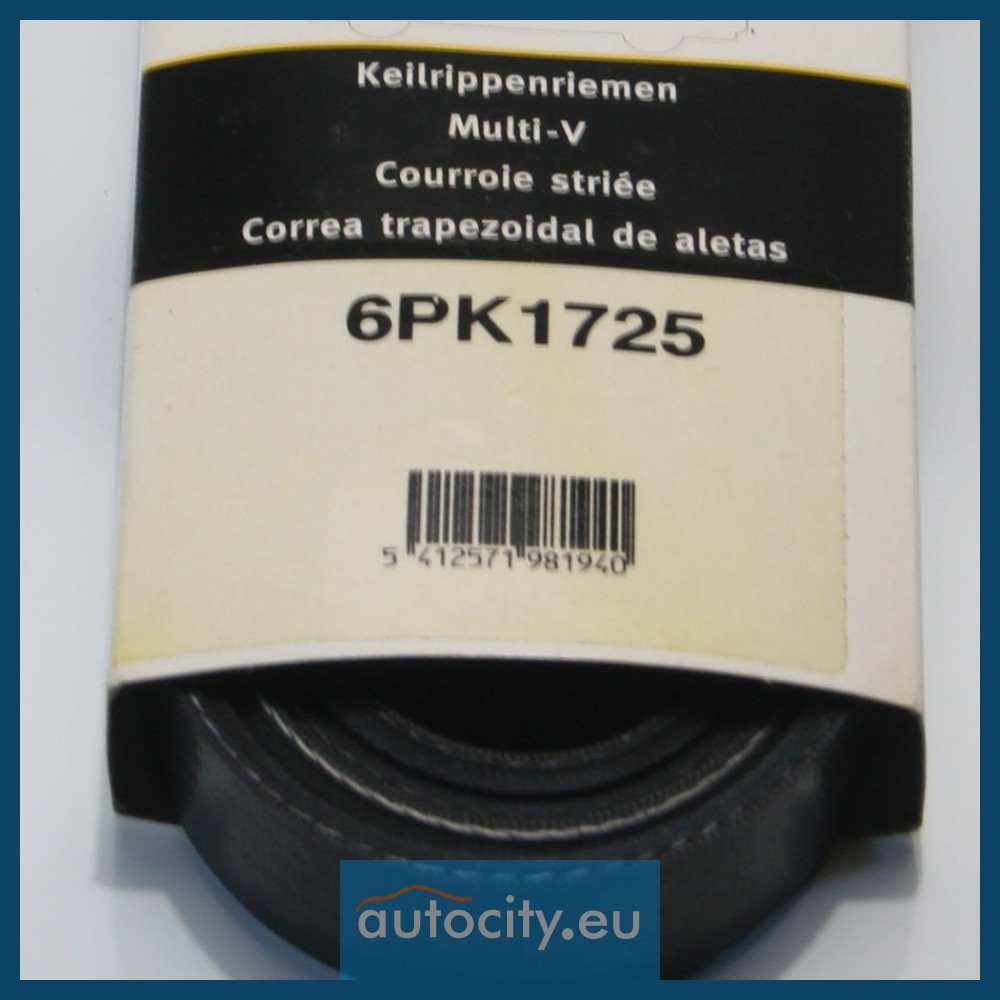 Keilrippenriemen
Multi-V
Courroie striée
Correa trapezoidal de aletas
6PK1725
5 412571 981940
autocity.eu